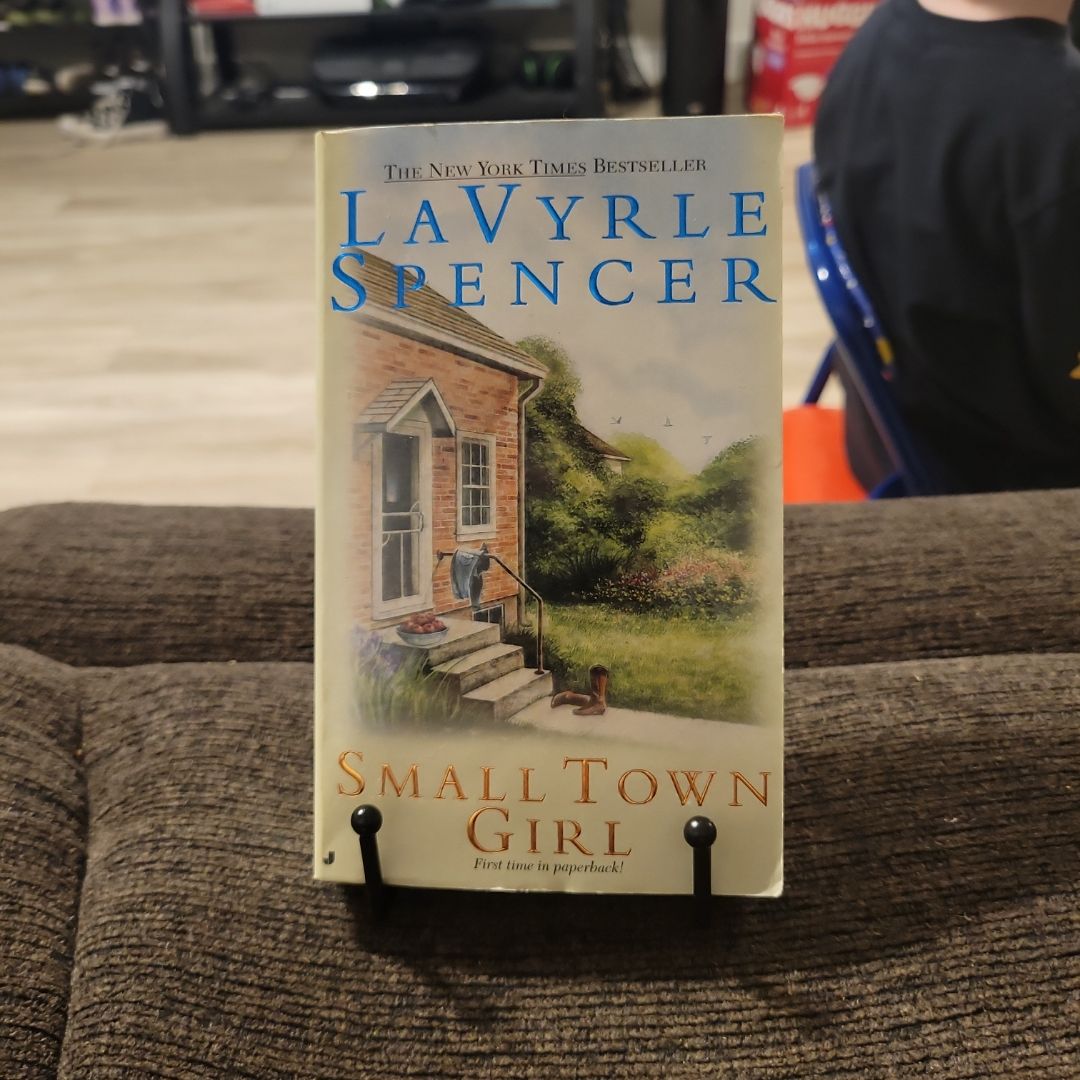 THE NEW YORK TIMES BESTSELLER
LAVYRLE
SPENCER
SMALL TOWN
GIRL
First time in paperback!
J